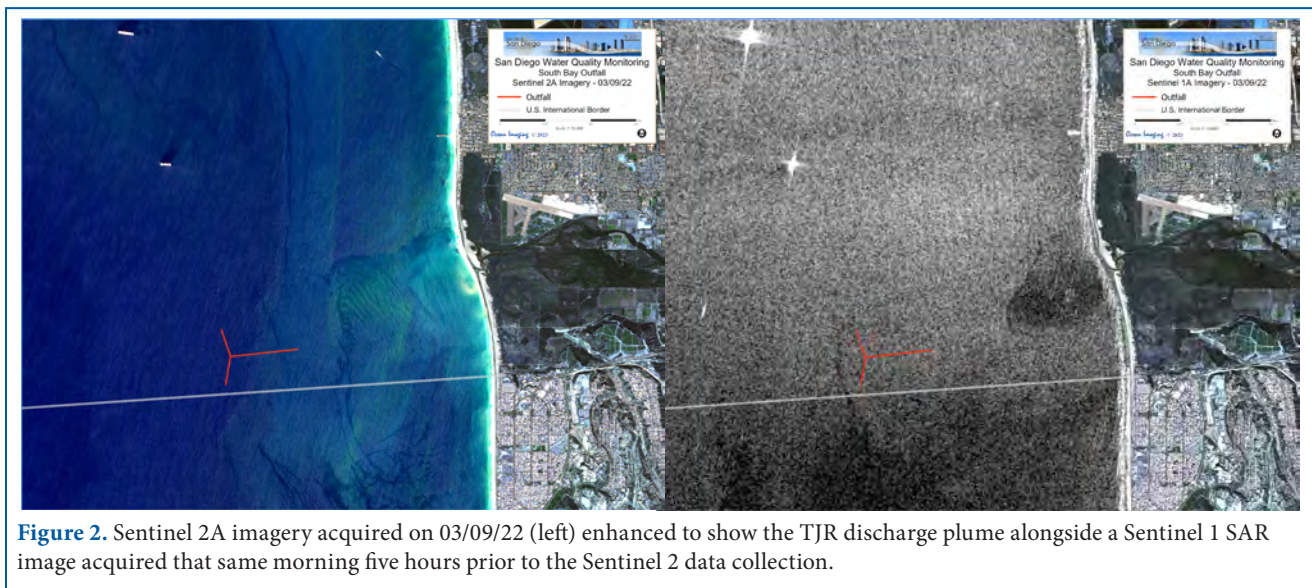 San Diego
San Diego Water Quality Monitoring
South Bay Outfall
Sentinel 2A Imagery - 03/09/22
Outfall
U.S. International Border
Ocean Imaging © 2023
San Diego
San Diego Water Quality Monitoring
South Bay Outfall
Sentinel 1A Imagery - 03/09/22
Outfall
U.S. International Border
Ocean Imaging © 2023
Figure 2. Sentinel 2A imagery acquired on 03/09/22 (left) enhanced to show the TJR discharge plume alongside a Sentinel 1 SAR
image acquired that same morning five hours prior to the Sentinel 2 data collection.